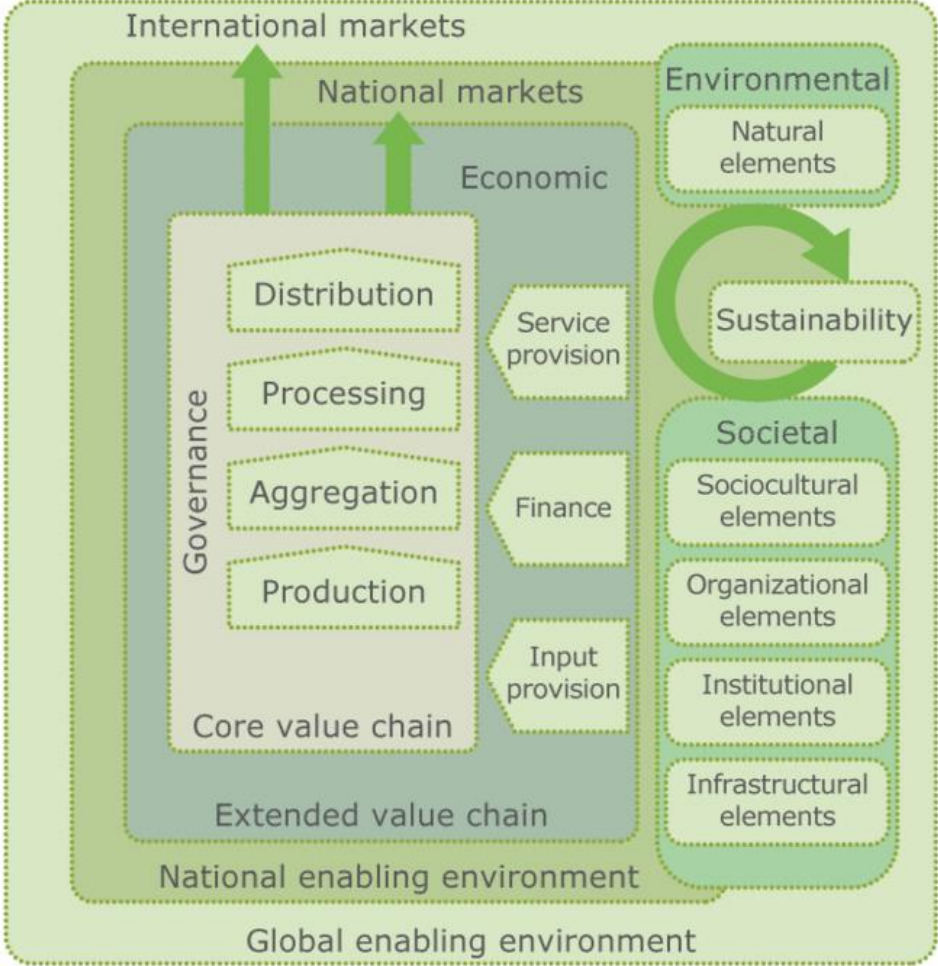 International markets
National markets
Economic
Governance
Distribution
Processing
Aggregation
Production
Core value chain
Service
provision
Finance
Input
provision
Extended value chain
National enabling environment
Global enabling environment
Environmental
Natural
elements
Sustainability
Societal
Sociocultural
elements
Organizational
elements
Institutional
elements
Infrastructural
elements